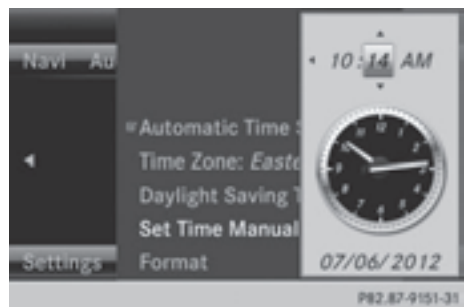 Navi Au
10:14 AM
Automatic Time S
Time Zone: Easte
Daylight Saving T
Set Time Manual
Settings Format
07/06/2012
P82.87-9151-31